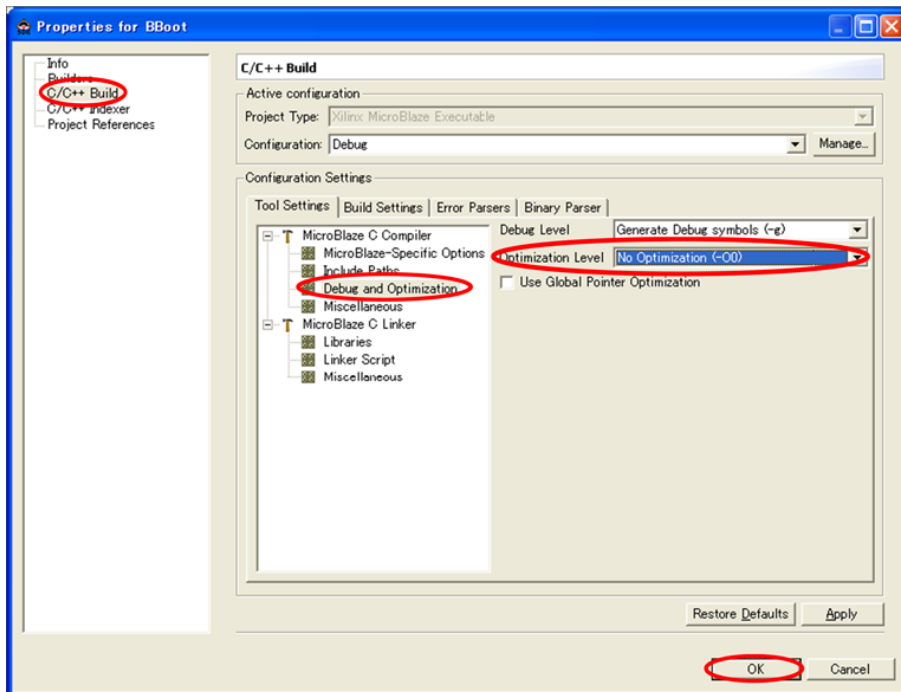 Properties for BBoot
Info
Builders
C/C++ Build
C/C++ Indexer
Project References
C/C++ Build
Active configuration
Project Type: Xilinx MicroBlaze Executable
Configuration: Debug
Manage...
Configuration Settings
Tool Settings
Build Settings
Error Parsers
Binary Parser
MicroBlaze C Compiler
MicroBlaze-Specific Options
Include Paths
Debug and Optimization
Miscellaneous
MicroBlaze C Linker
Libraries
Linker Script
Miscellaneous
Debug Level Generate Debug symbols (-g)
Optimization Level No Optimization (-O0)
Use Global Pointer Optimization
Restore Defaults
Apply
OK
Cancel